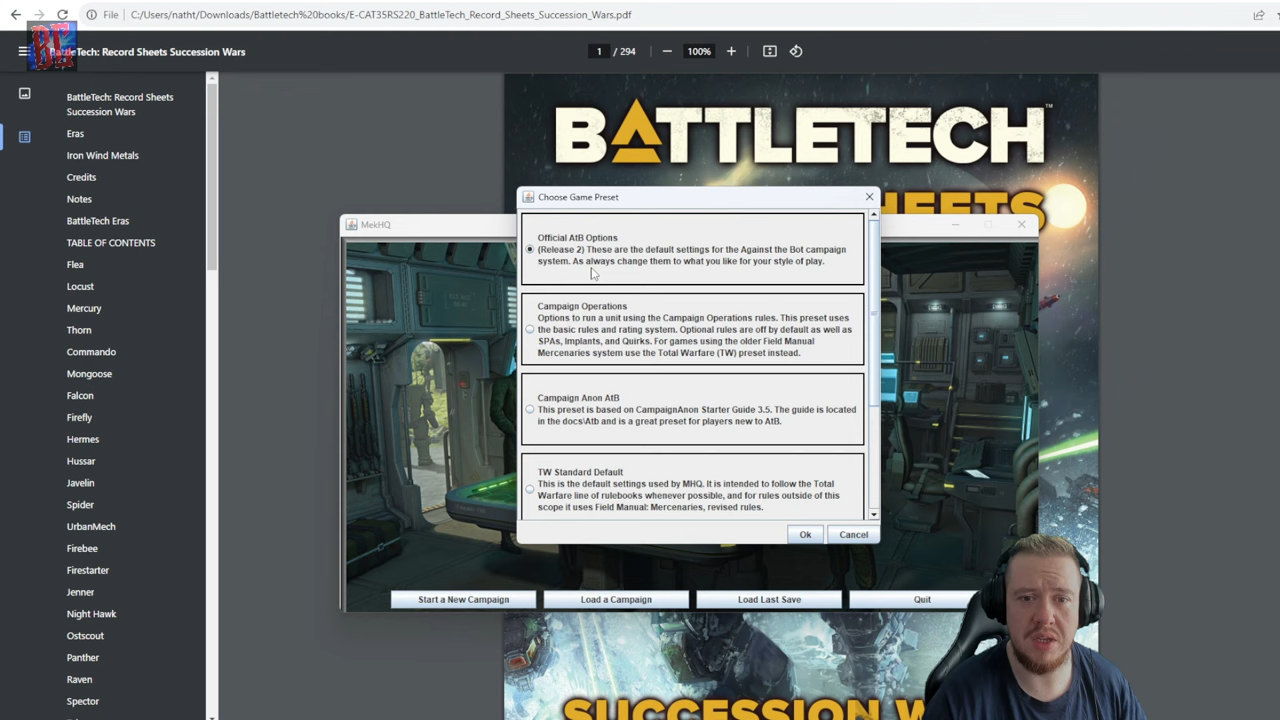 File
C:/Users/natht/Downloads/Battletech%20books/E-CAT35RS220_BattleTech_Record_Sheets_Succession_Wars.pdf
BattleTech: Record Sheets Succession Wars
1 / 294
100%
BattleTech: Record Sheets
Succession Wars
Eras
Iron Wind Metals
Credits
Notes
BattleTech Eras
TABLE OF CONTENTS
Flea
Locust
Mercury
Thorn
Commando
Mongoose
Falcon
Firefly
Hermes
Hussar
Javelin
Spider
UrbanMech
Firebee
Firestarter
Jenner
Night Hawk
Ostscout
Panther
Raven
Spector
BATTLETECH™
MekHQ
Choose Game Preset
Official AtB Options
(Release 2) These are the default settings for the Against the Bot campaign
system. As always change them to what you like for your style of play.
Campaign Operations
Options to run a unit using the Campaign Operations rules. This preset uses
the basic rules and rating system. Optional rules are off by default as well as
SPAs, Implants, and Quirks. For games using the older Field Manual
Mercenaries system use the Total Warfare (TW) preset instead.
Campaign Anon AtB
This preset is based on CampaignAnon Starter Guide 3.5. The guide is located
in the docs\Atb and is a great preset for players new to AtB.
TW Standard Default
This is the default settings used by MHQ. It is intended to follow the Total
Warfare line of rulebooks whenever possible, and for rules outside of this
scope it uses Field Manual: Mercenaries, revised rules.
Ok
Cancel
Start a New Campaign
Load a Campaign
Load Last Save
Quit
SUCCESSION W